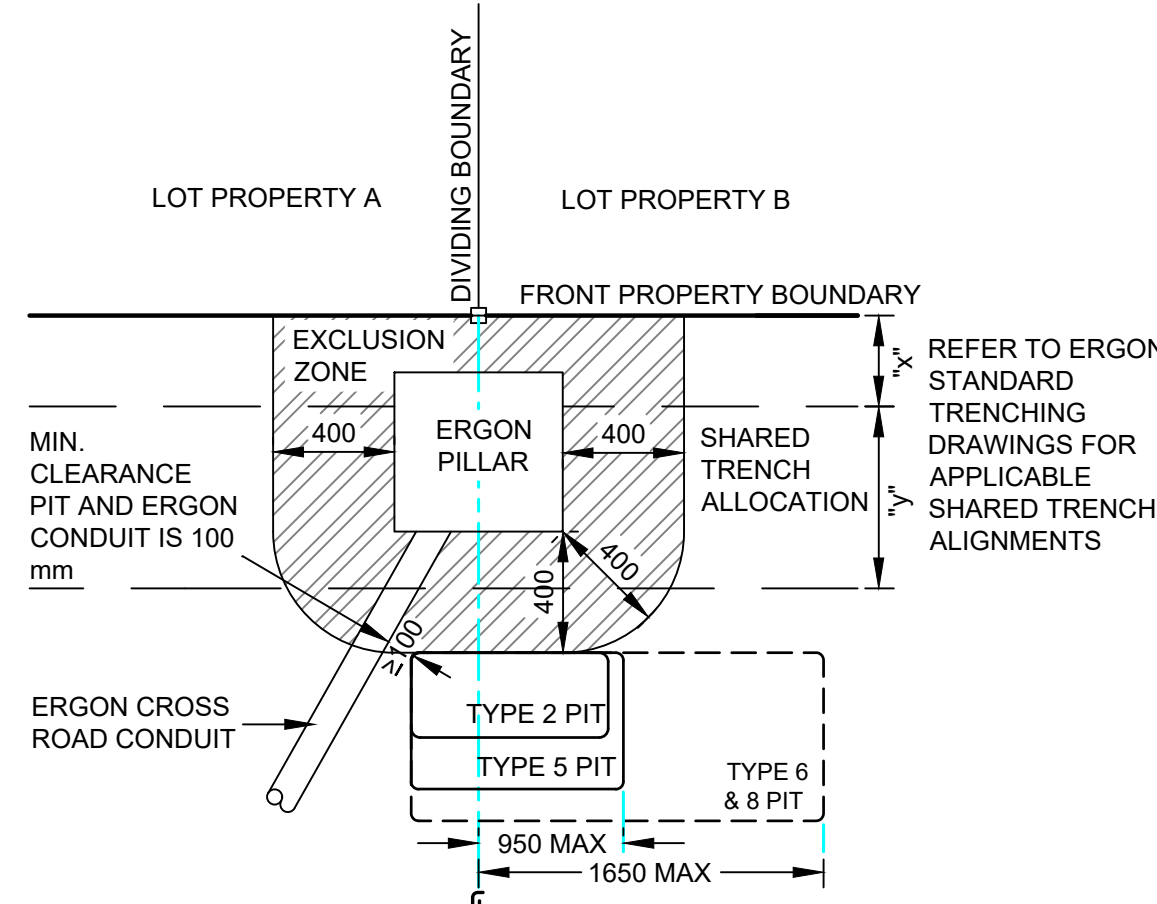 DIVIDING BOUNDARY
LOT PROPERTY A
LOT PROPERTY B
FRONT PROPERTY BOUNDARY
EXCLUSION
ZONE
"x"
REFER TO ERGON
STANDARD
TRENCHING
DRAWINGS FOR
APPLICABLE
SHARED TRENCH
ALIGNMENTS
MIN.
CLEARANCE
PIT AND ERGON
CONDUIT IS 100
mm
400
ERGON
PILLAR
400
SHARED
TRENCH
ALLOCATION
"y"
400
400
≥100
ERGON CROSS
ROAD CONDUIT
TYPE 2 PIT
TYPE 5 PIT
TYPE 6
& 8 PIT
950 MAX
1650 MAX